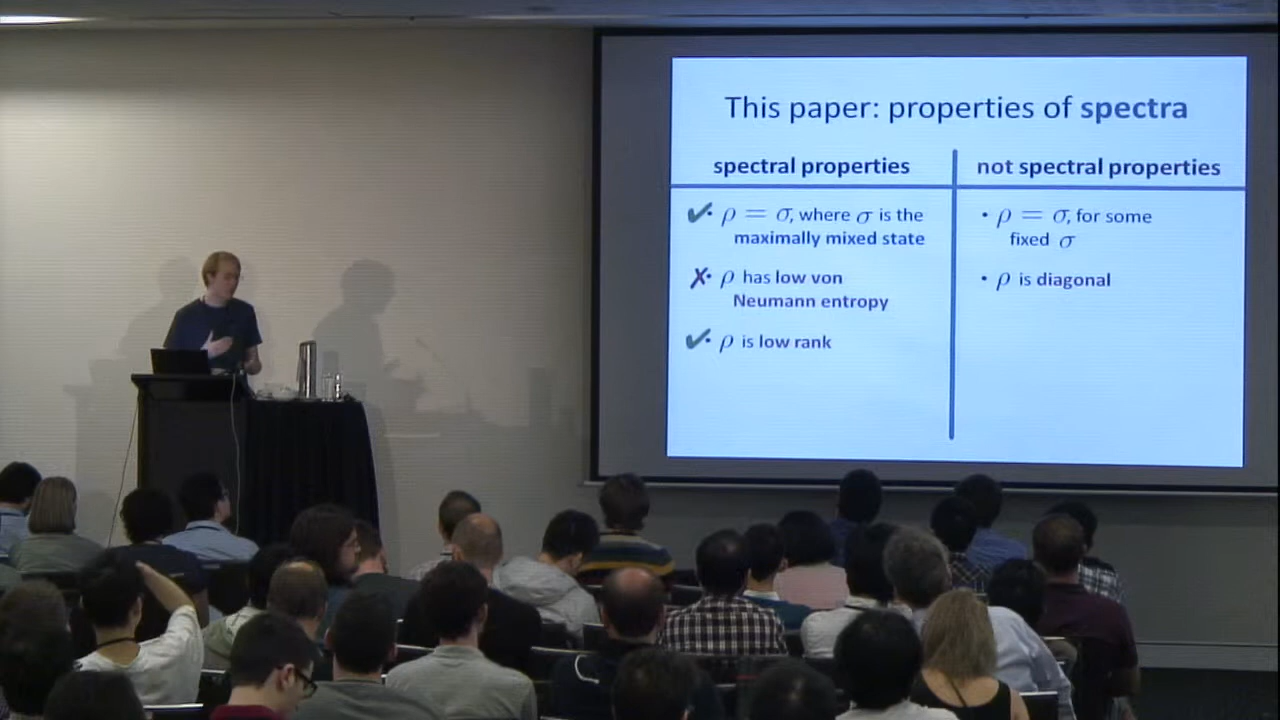 This paper: properties of spectra
spectral properties
not spectral properties
✔• ρ = σ, where σ is the
maximally mixed state
✗• ρ has low von
Neumann entropy
✔• ρ is low rank
• ρ = σ, for some
fixed σ
• ρ is diagonal